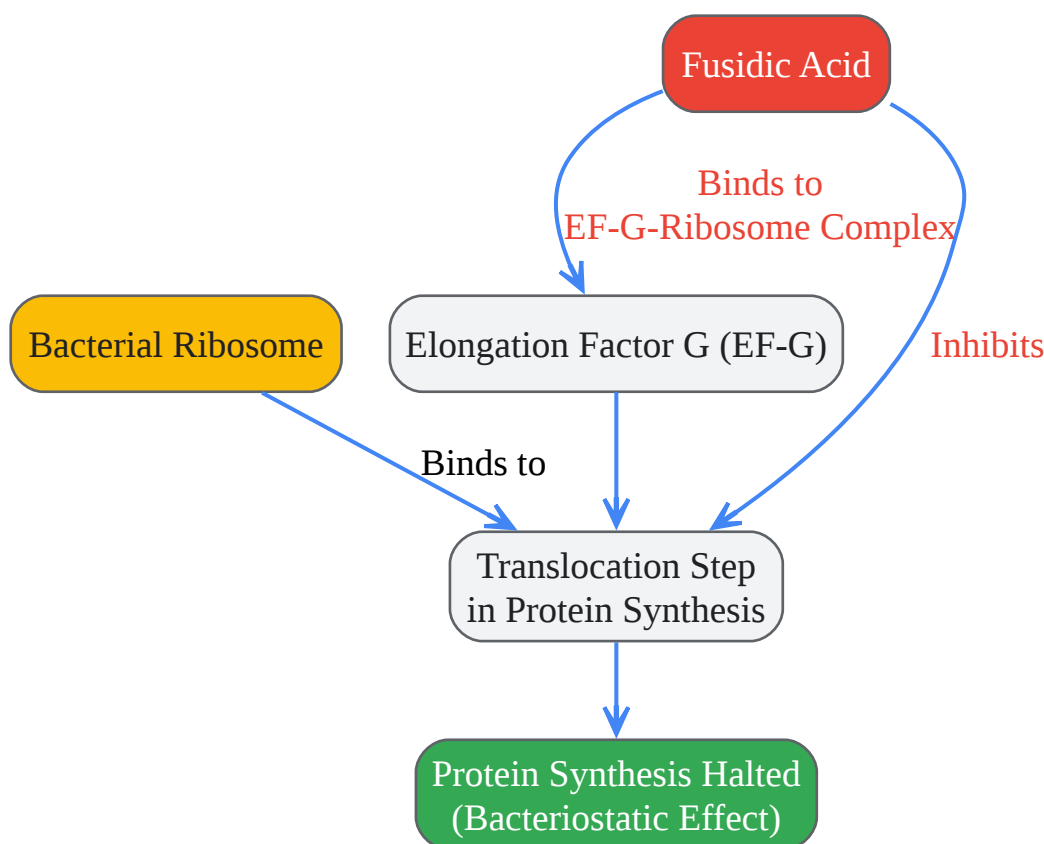 Fusidic Acid
Binds to
EF-G-Ribosome Complex
Bacterial Ribosome
Elongation Factor G (EF-G)
Inhibits
Binds to
Translocation Step
in Protein Synthesis
Protein Synthesis Halted
(Bacteriostatic Effect)